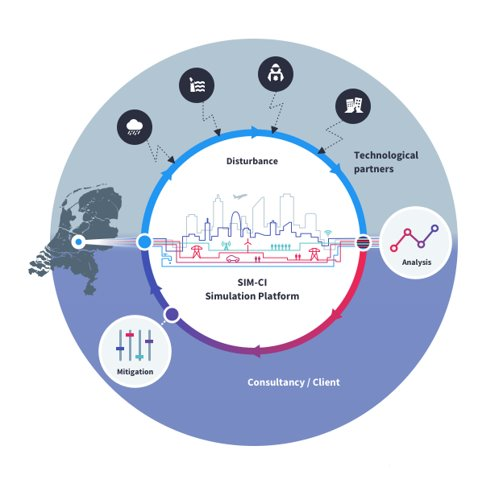 Disturbance
Technological
partners
Analysis
SIM-CI
Simulation Platform
Mitigation
Consultancy / Client